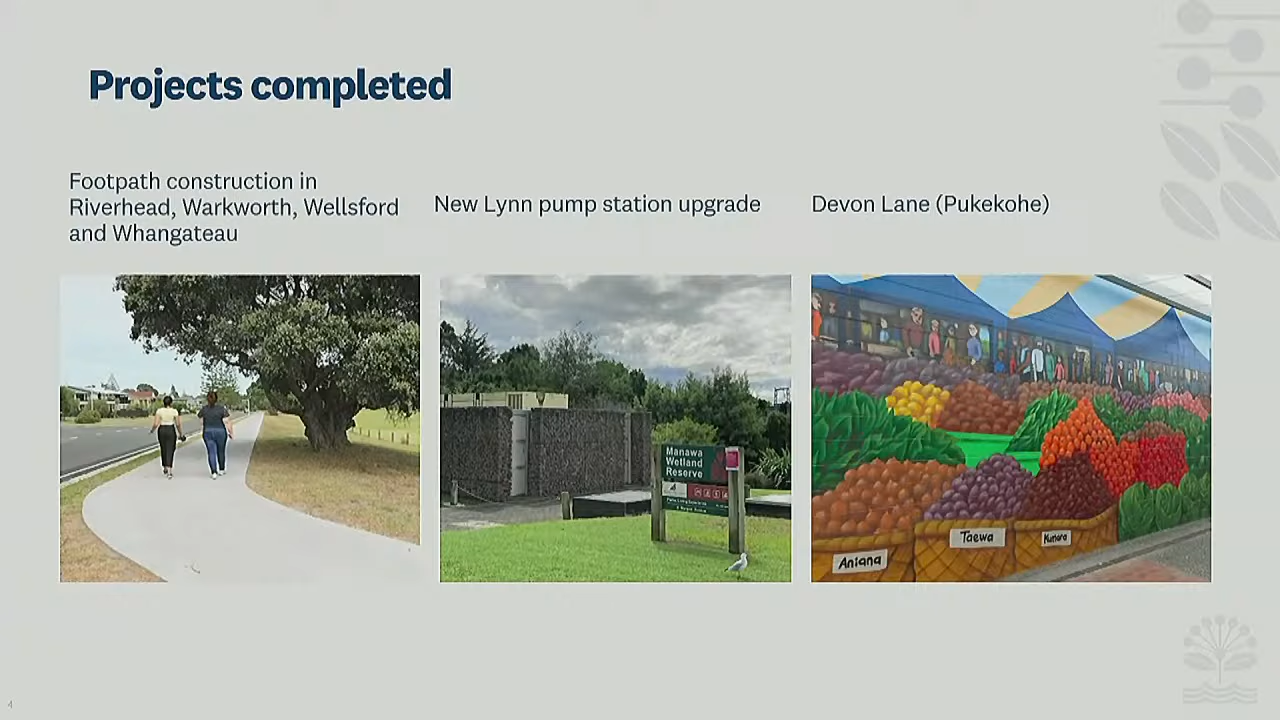 Projects completed
Footpath construction in
Riverhead, Warkworth, Wellsford
and Whangateau
New Lynn pump station upgrade
Devon Lane (Pukekohe)
Manawa
Wetland
Reserve
Aniana
Taewa
Kumara
4